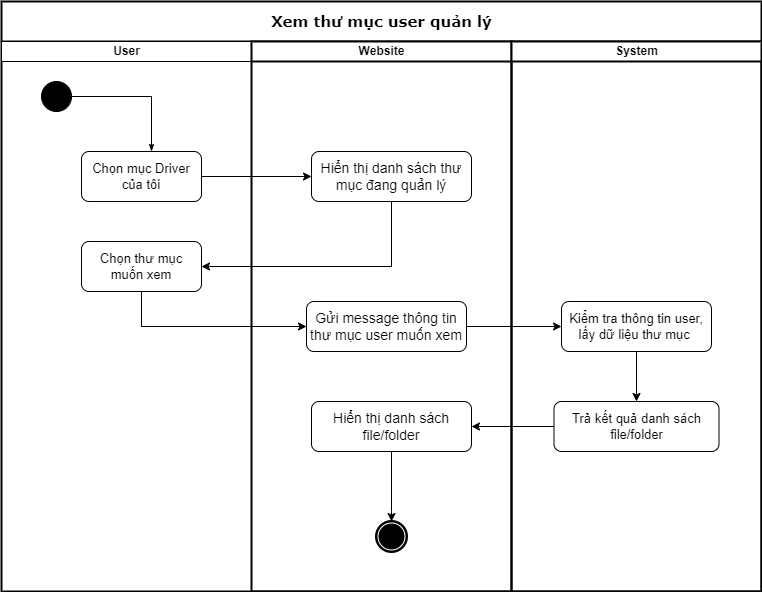 Xem thư mục user quản lý
User
Website
System
Chọn mục Driver
của tôi
Hiển thị danh sách thư
mục đang quản lý
Chọn thư mục
muốn xem
Gửi message thông tin
thư mục user muốn xem
Kiểm tra thông tin user,
lấy dữ liệu thư mục
Hiển thị danh sách
file/folder
Trả kết quả danh sách
file/folder